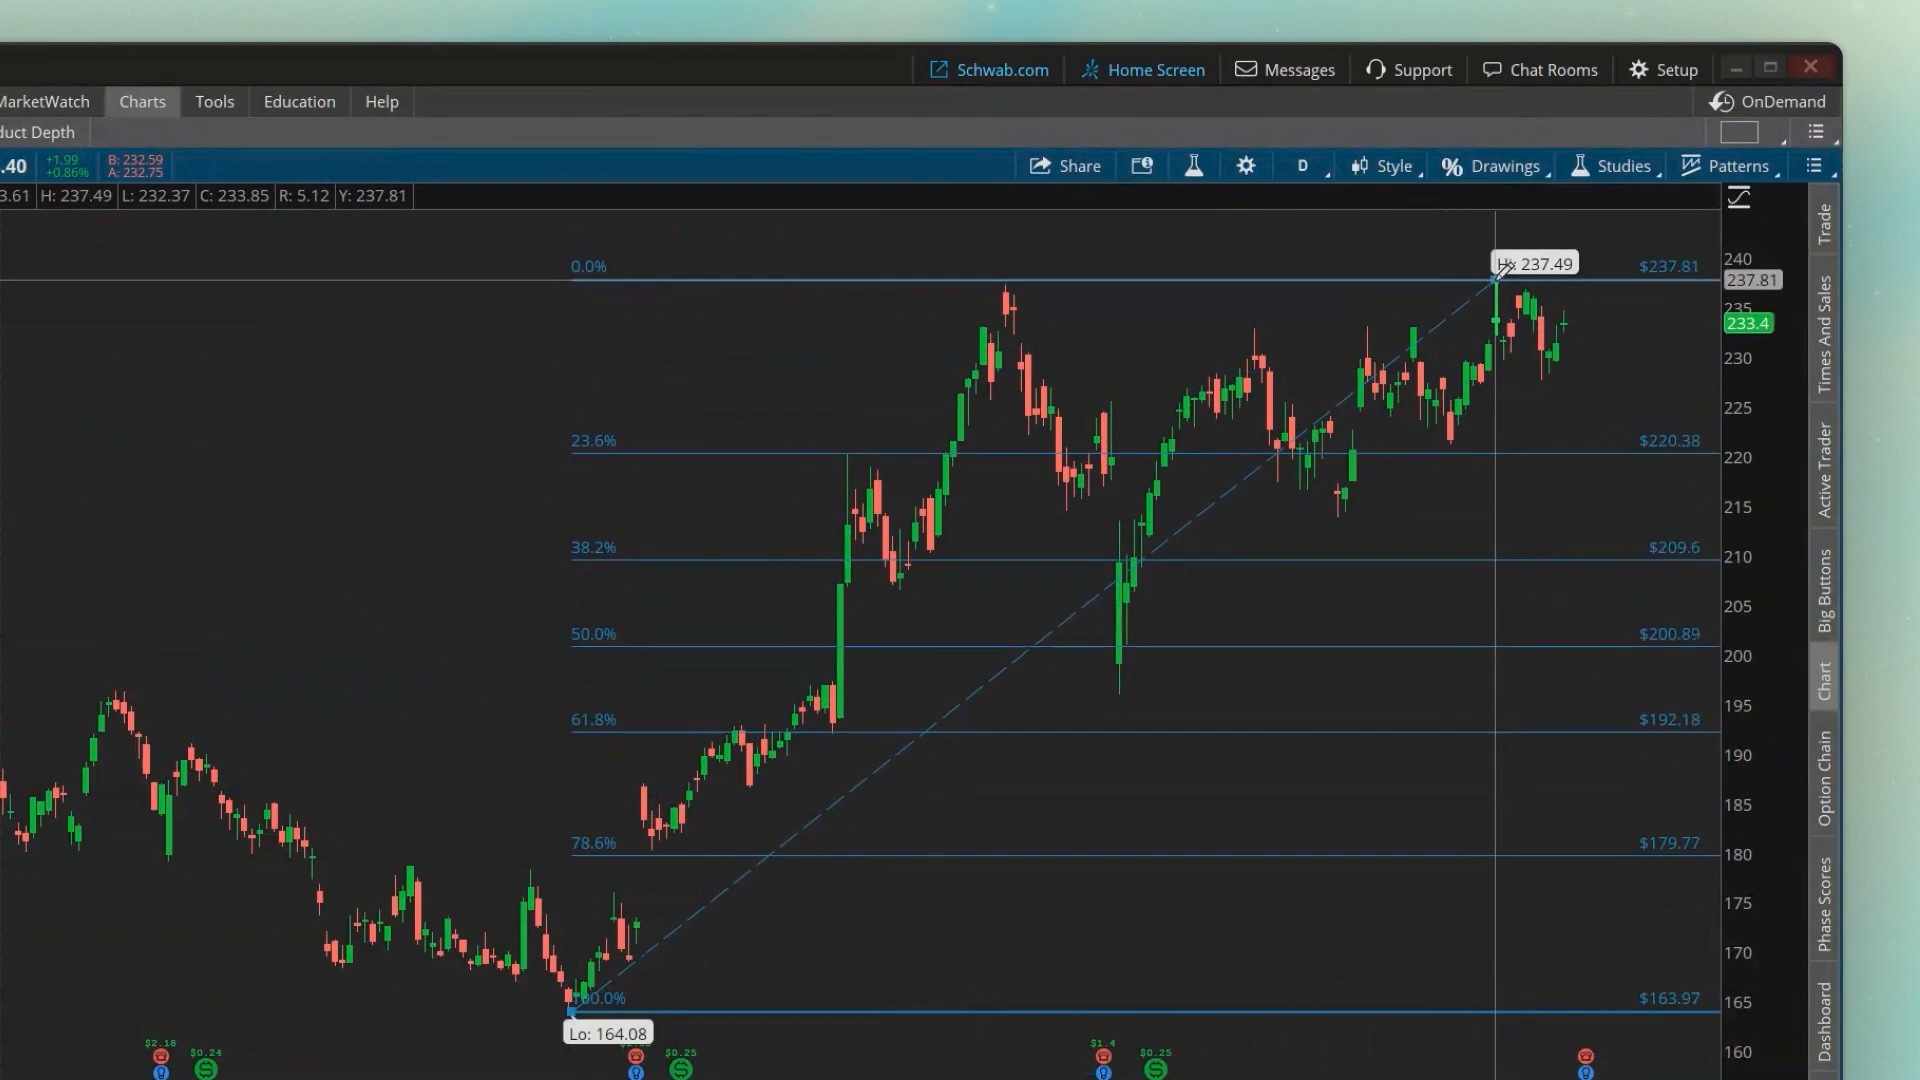 Schwab.com Home Screen Messages Support Chat Rooms Setup
MarketWatch Charts Tools Education Help OnDemand
duct Depth
.40 +1.99 B: 232.59 Share D Style Drawings Studies Patterns
+0.86% A: 232.75
3.61 H: 237.49 L: 232.37 C: 233.85 R: 5.12 Y: 237.81
Trade
Times And Sales
Active Trader
Big Buttons
Chart
Option Chain
Phase Scores
Dashboard
240
237.81
235
233.4
230
225
220
215
210
205
200
195
190
185
180
175
170
165
160
0.0% $237.81
Hi: 237.49
23.6% $220.38
38.2% $209.6
50.0% $200.89
61.8% $192.18
78.6% $179.77
100.0% $163.97
Lo: 164.08
$2.18 $0.24 $0.25 $1.4 $0.25